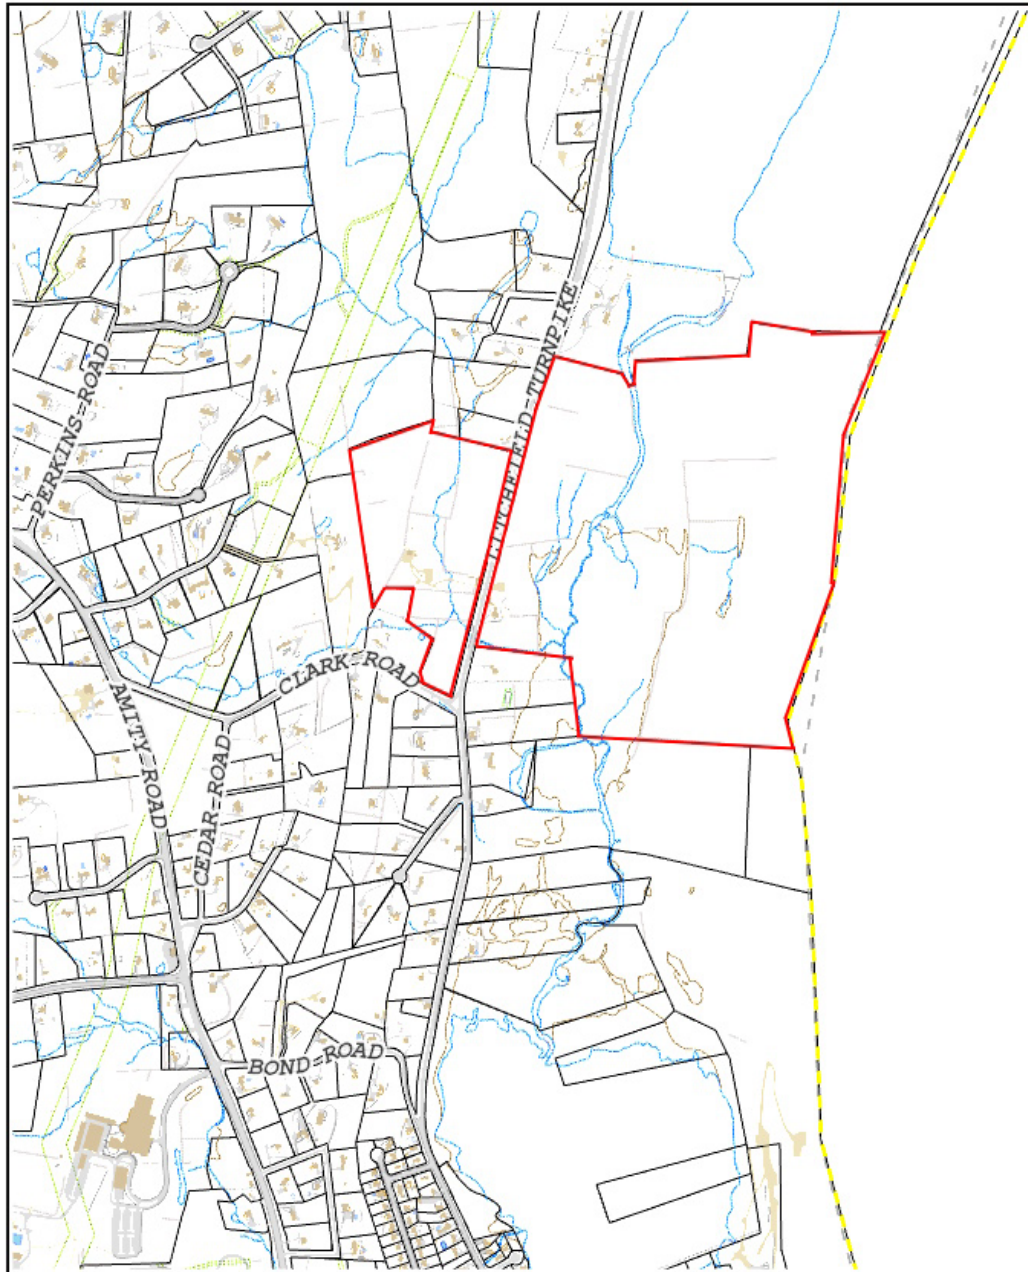 LITCHFIELD TURNPIKE
PERKINS ROAD
CLARK ROAD
AMITY ROAD
CEDAR ROAD
BOND ROAD